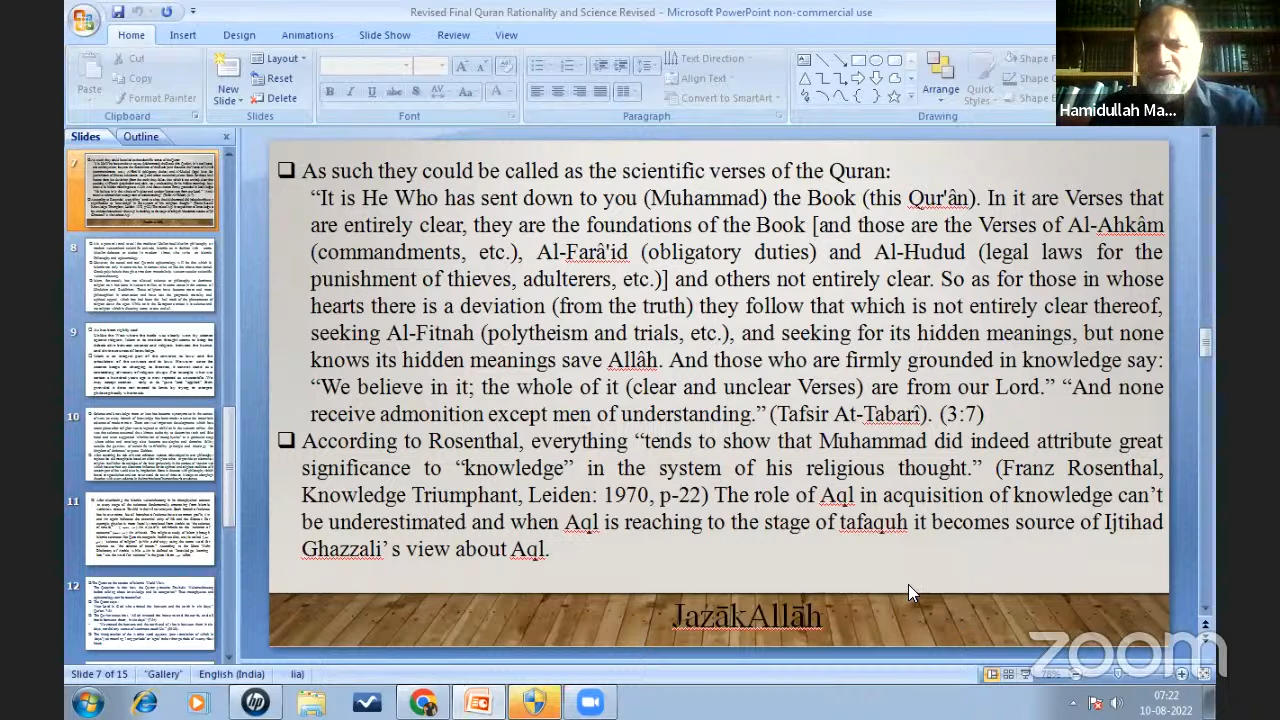 Revised Final Quran Rationality and Science Revised - Microsoft PowerPoint non-commercial use
Home Insert Design Animations Slide Show Review View
Cut
Copy
Format Painter
Paste
Clipboard
New
Slide
Layout
Reset
Delete
Slides
Font
Paragraph
Text Direction
Align Text
Convert to SmartArt
Arrange
Quick
Styles
Shape F
Shape
Shape E
Drawing
Hamidullah Ma...
Slides Outline
7
8
9
10
11
12
As such they could be called as the scientific verses of the Quran:
“It is He Who has sent down to you (Muhammad) the Book (this Qur'ân). In it are Verses that
are entirely clear, they are the foundations of the Book [and those are the Verses of Al-Ahkâm
(commandments, etc.), Al-
(obligatory duties) and Al-Hudud (legal laws for the
punishment of thieves, adulterers, etc.)] and others not entirely clear. So as for those in whose
hearts there is a deviation (from the truth) they follow that which is not entirely clear thereof,
seeking Al-Fitnah (polytheism and trials, etc.), and seeking for its hidden meanings, but none
knows its hidden meanings save Allâh. And those who are firmly grounded in knowledge say:
“We believe in it; the whole of it (clear and unclear Verses) are from our Lord.” “And none
receive admonition except men of understanding.” (Tafsir At-Tabarî). (3:7)
According to Rosenthal, everything “tends to show that Muhammad did indeed attribute great
significance to “knowledge” in the system of his religious thought.” (Franz Rosenthal,
Knowledge Triumphant, Leiden: 1970, p-22) The role of Aql in acquisition of knowledge can’t
be underestimated and when Aql is reaching to the stage of tafaquh, it becomes source of Ijtihad
Ghazzali’s view about Aql.
JazakAllah
zoom
Slide 7 of 15 "Gallery" English (India) lia) 78%
07:22
10-08-2022